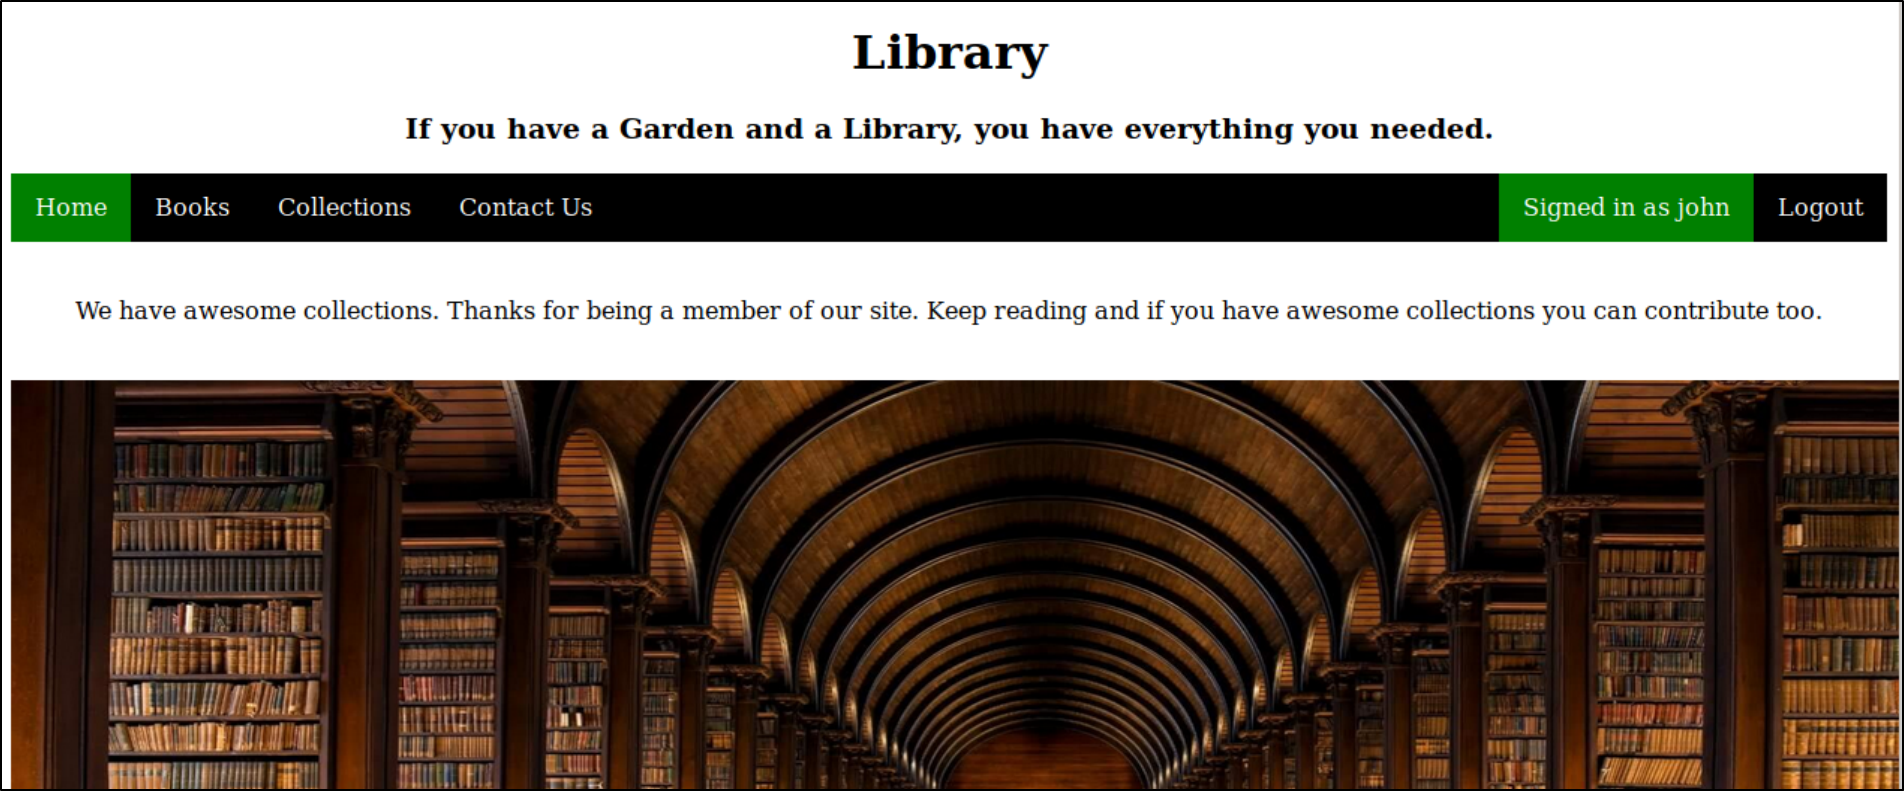 Library
If you have a Garden and a Library, you have everything you needed.
Home Books Collections Contact Us Signed in as john Logout
We have awesome collections. Thanks for being a member of our site. Keep reading and if you have awesome collections you can contribute too.